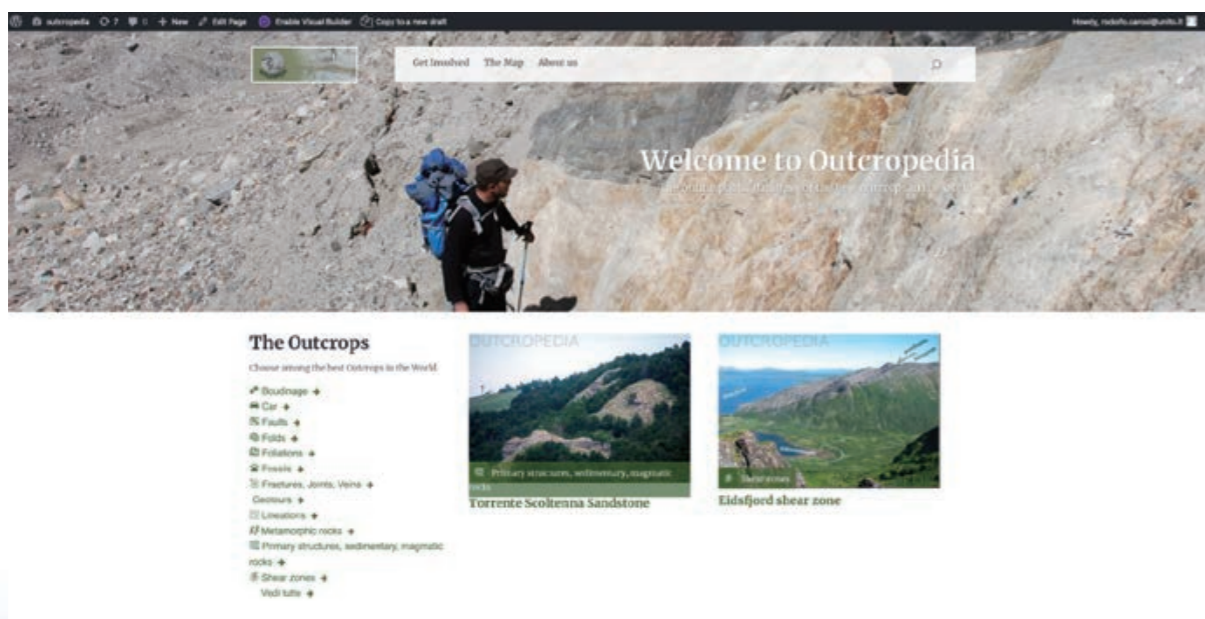 outcropedia 7 0 + New Edit Page Enable Visual Builder Copy to a new draft
Howdy, rodolfo.carosi@unito.it
Get Involved The Map About us
Welcome to Outcropedia
The Outcrops
Choose among the best Outcrops in the World
Boudinage
Car
Faults
Folds
Foliations
Fossils
Fractures, Joints, Veins
Geotours
Lineations
Metamorphic rocks
Primary structures, sedimentary, magmatic
rocks
Shear zones
Vedi tutte
OUTCROPEDIA
Primary structures, sedimentary, magmatic
rocks
Torrente Scoltenna Sandstone
OUTCROPEDIA
Shear zones
Eidsfjord shear zone